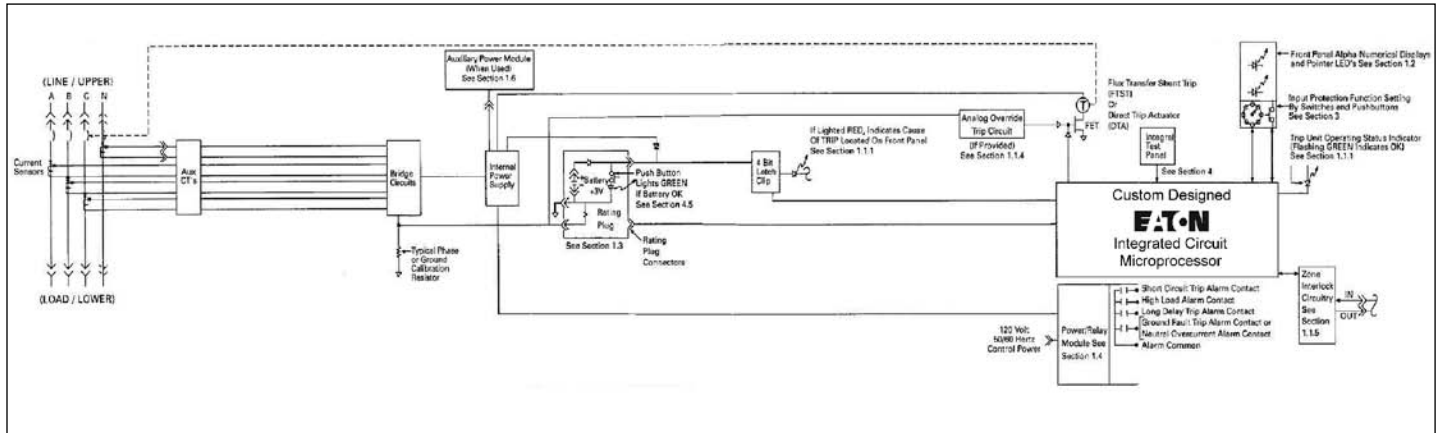 (LINE / UPPER)
A B C N
Current
Sensors
(LOAD / LOWER)
Aux
CT's
Bridge
Circuits
Typical Phase
or Ground
Calibration
Resistor
Auxiliary Power Module
(When Used)
See Section 1.6
Internal
Power
Supply
Battery
+3V
Rating
Plug
See Section 1.3
Push Button
Lights GREEN
If Battery OK
See Section 4.5
Rating
Plug
Connectors
4 Bit
Latch
Clip
If Lighted RED, Indicates Cause
Of TRIP Located On Front Panel
See Section 1.1.1
Analog Override
Trip Circuit
(If Provided)
See Section 1.1.4
T
FET
Flux Transfer Shunt Trip
(FTST)
Or
Direct Trip Actuator
(DTA)
Integral
Test
Panel
See Section 4
Front Panel Alpha Numerical Displays
and Pointer LED's See Section 1.2
Input Protection Function Setting
By Switches and Pushbuttons
See Section 3
Trip Unit Operating Status Indicator
(Flashing GREEN Indicates OK)
See Section 1.1.1
Custom Designed
EATON
Integrated Circuit
Microprocessor
Zone
Interlock
Circuitry
See
Section
1.1.5
IN
OUT
120 Volt
50/60 Hertz
Control Power
Power/Relay
Module See
Section 1.4
Short Circuit Trip Alarm Contact
High Load Alarm Contact
Long Delay Trip Alarm Contact
Ground Fault Trip Alarm Contact or
Neutral Overcurrent Alarm Contact
Alarm Common